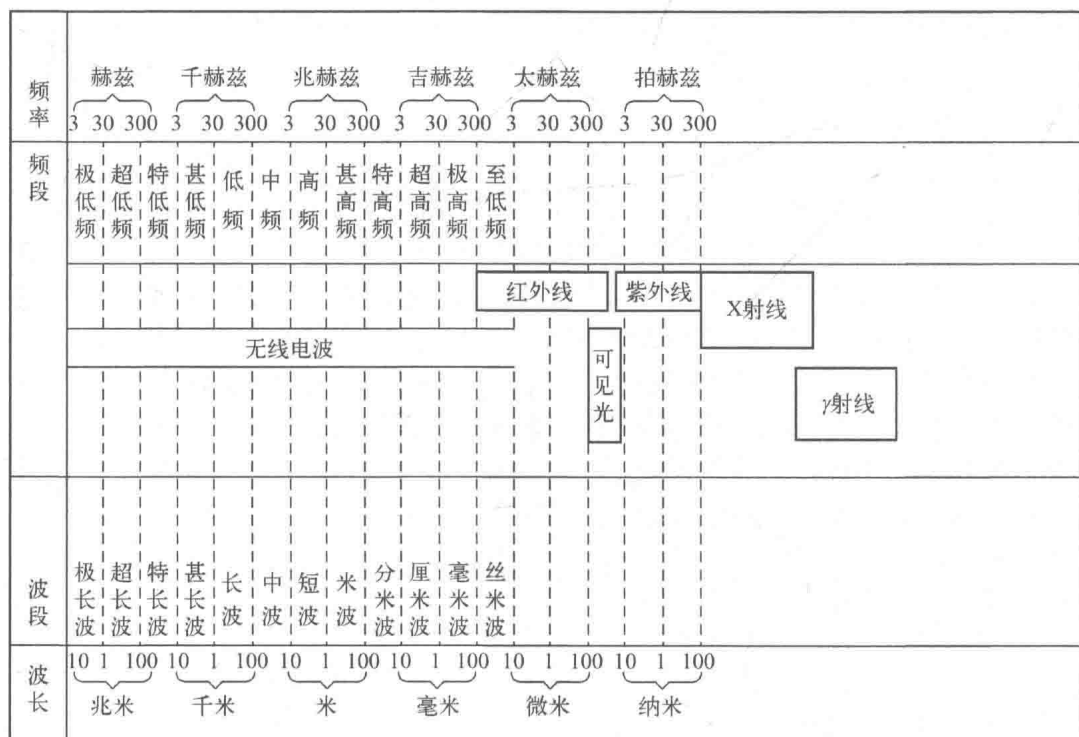 频率
赫兹 千赫兹 兆赫兹 吉赫兹 太赫兹 拍赫兹
3 30 300 3 30 300 3 30 300 3 30 300 3 30 300 3 30 300
频段
极低频 超低频 特低频 甚低频 低频 中频 高频 甚高频 特高频 超高频 极高频 至低频
红外线 紫外线 X射线
无线电波
可见光
γ射线
波段
极长波 超长波 特长波 甚长波 长波 中波 短波 米波 分米波 厘米波 毫米波 丝米波
波长
10 1 100 10 1 100 10 1 100 10 1 100 10 1 100 10 1 100
兆米 千米 米 毫米 微米 纳米